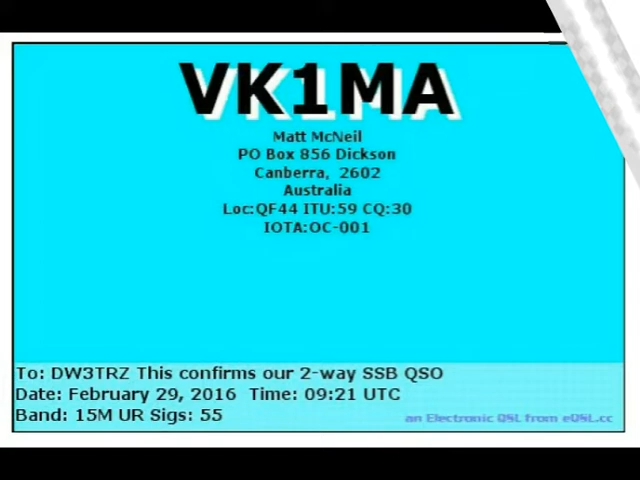 VK1MA
Matt McNeil
PO Box 856 Dickson
Canberra, 2602
Australia
Loc:QF44 ITU:59 CQ:30
IOTA:OC-001
To: DW3TRZ This confirms our 2-way SSB QSO
Date: February 29, 2016 Time: 09:21 UTC
Band: 15M UR Sigs: 55
an Electronic QSL from eQSL.cc